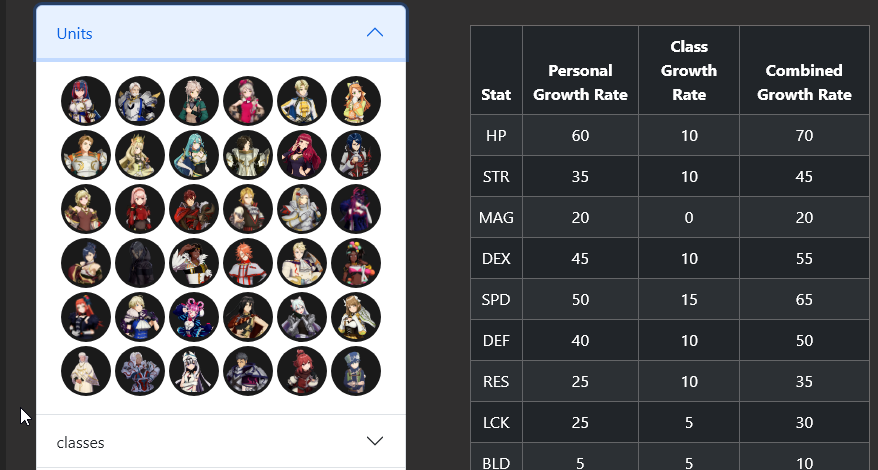 Units
classes
Stat Personal Growth Rate Class Growth Rate Combined Growth Rate
HP 60 10 70
STR 35 10 45
MAG 20 0 20
DEX 45 10 55
SPD 50 15 65
DEF 40 10 50
RES 25 10 35
LCK 25 5 30
BLD 5 5 10